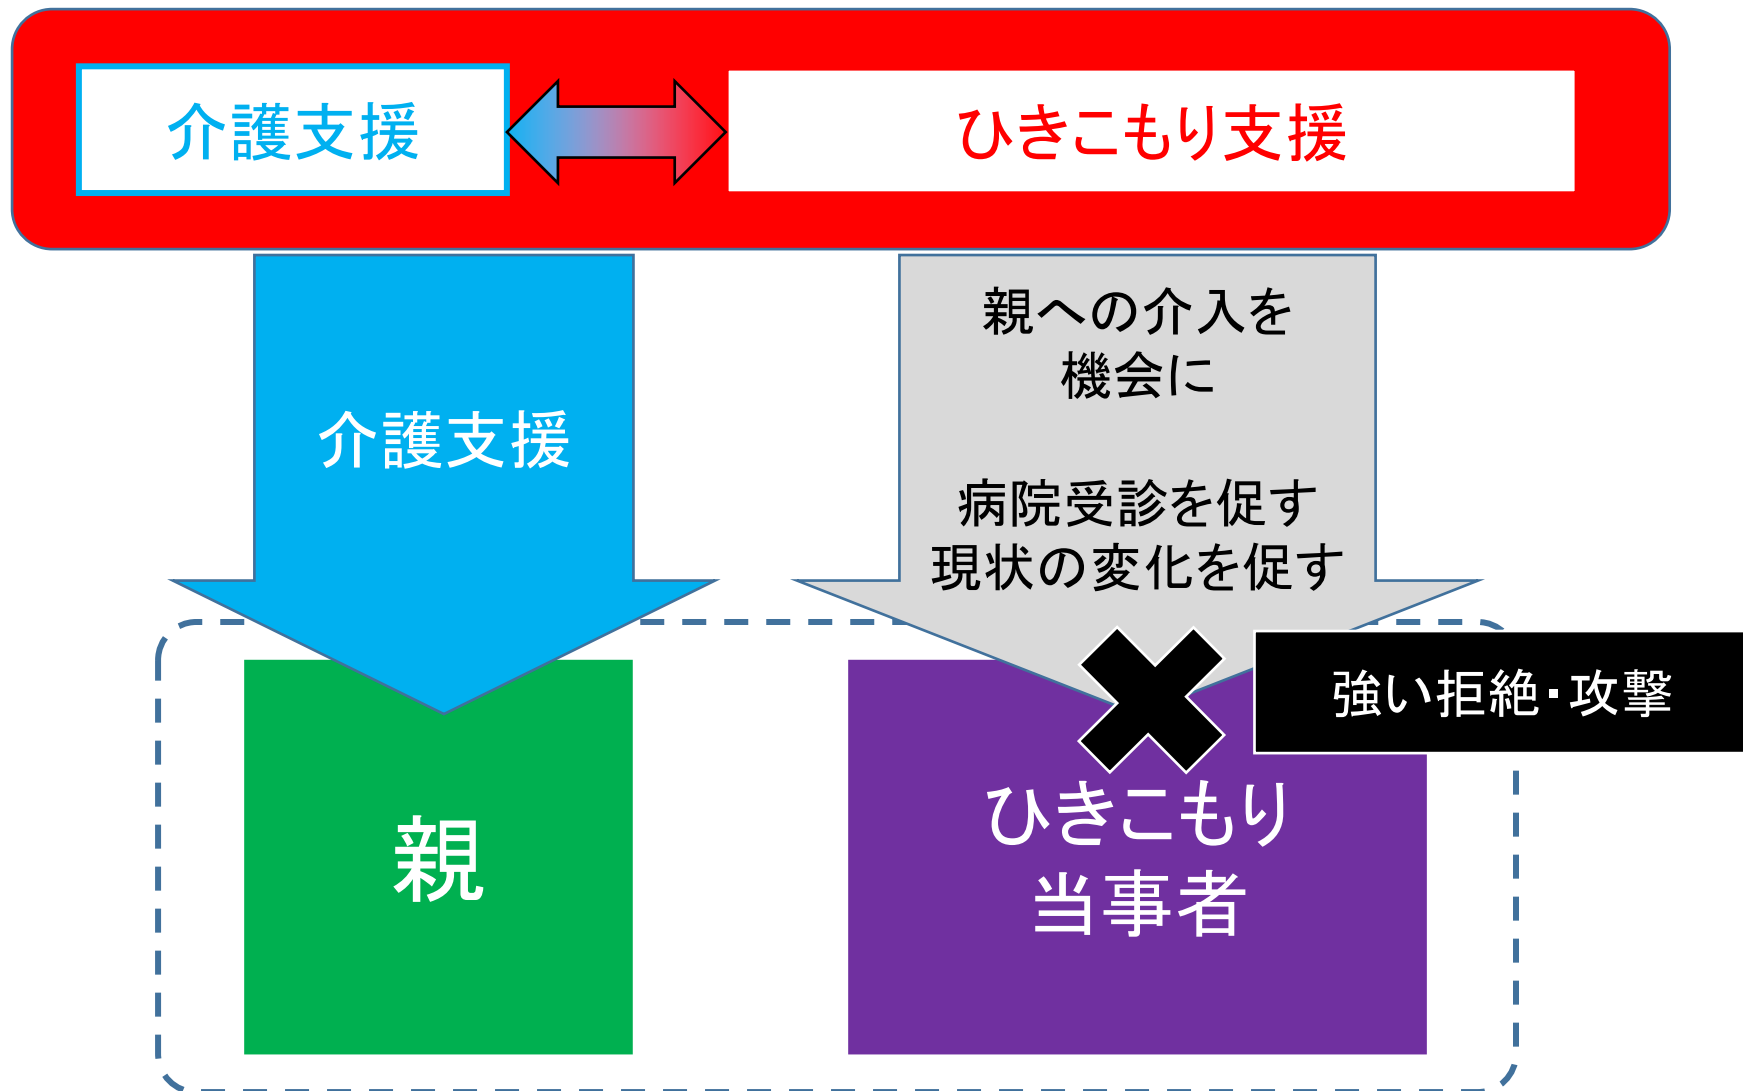 介護支援
ひきこもり支援
介護支援
親への介入を
機会に
病院受診を促す
現状の変化を促す
強い拒絶・攻撃
親
ひきこもり
当事者